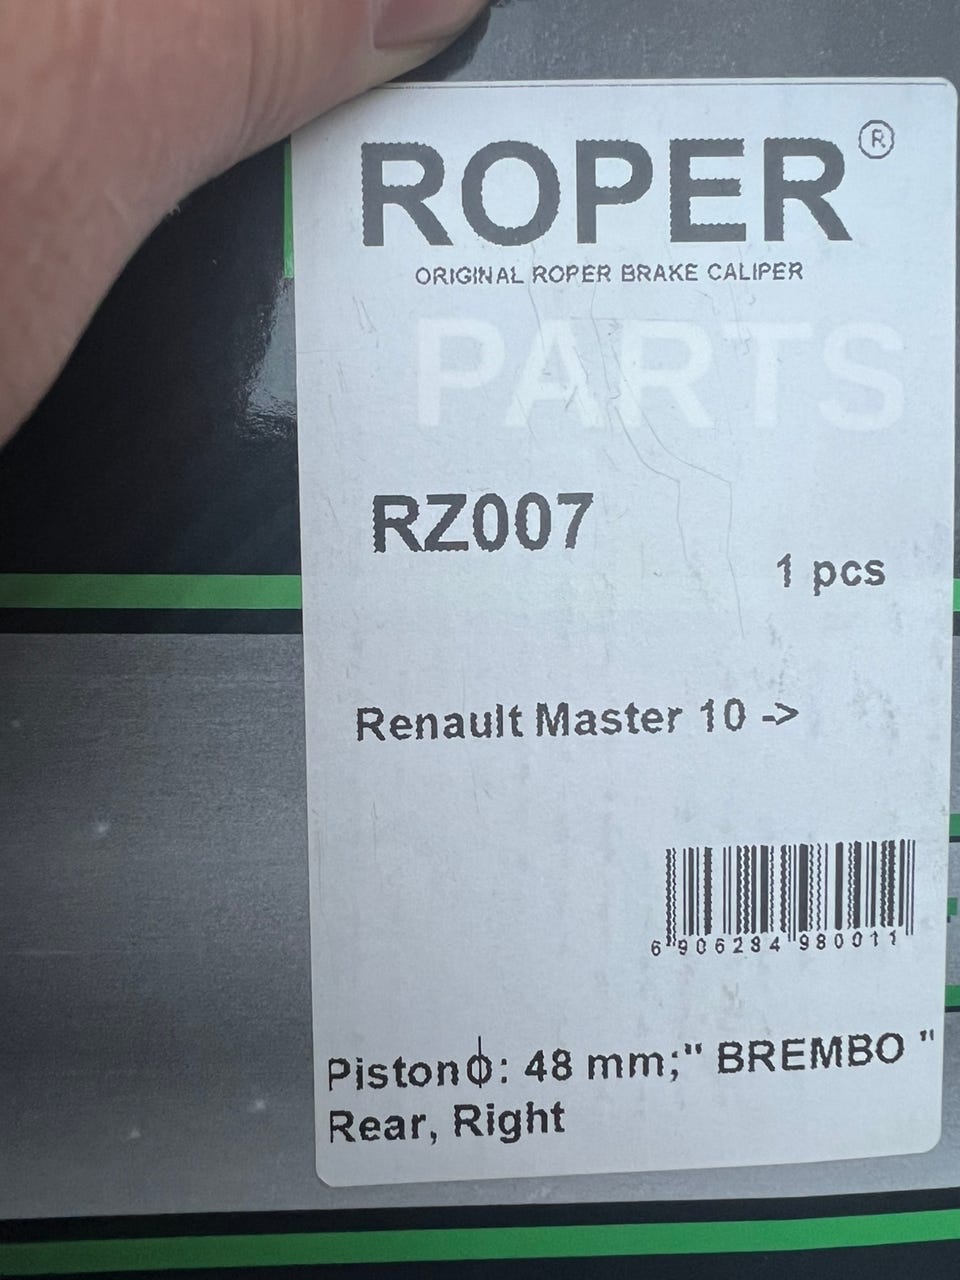 ROPER®
ORIGINAL ROPER BRAKE CALIPER
PARTS
RZ007
1 pcs
Renault Master 10 ->
6 906284 980011
Pistonϕ: 48 mm;" BREMBO "
Rear, Right